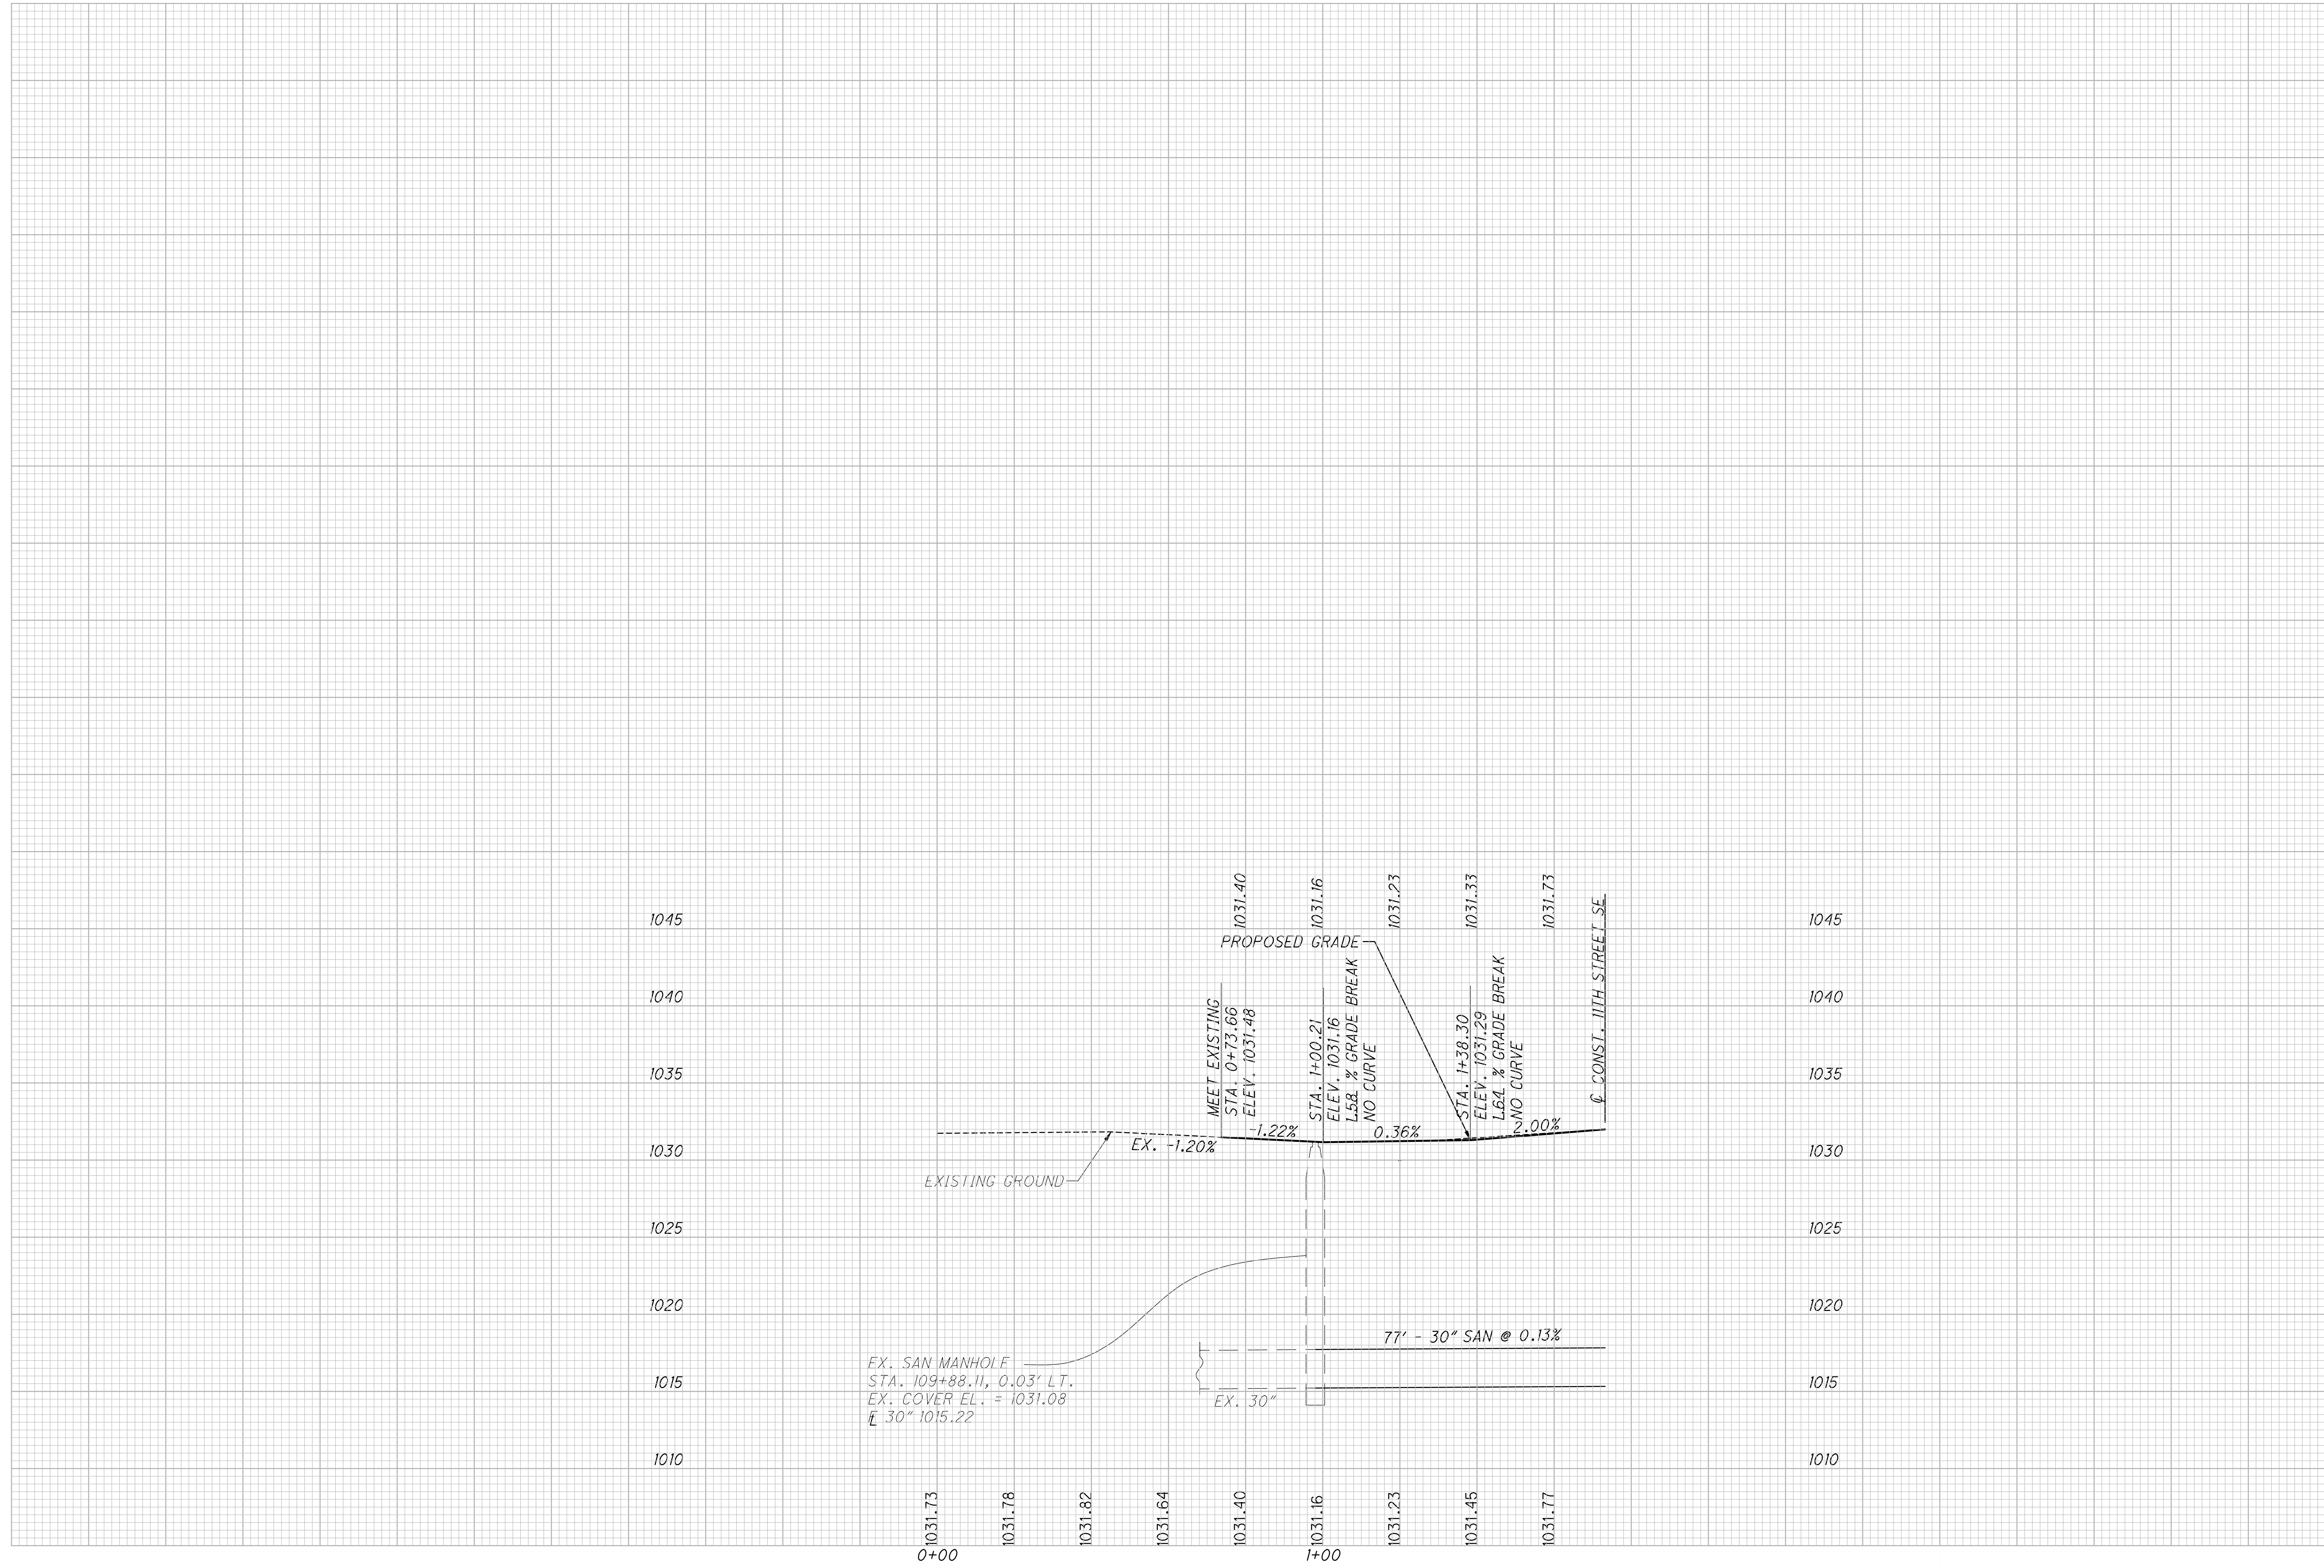 1031.40
1031.16
1031.23
1031.33
1031.73
1045
1045
PROPOSED GRADE
1040
1040
MEET EXISTING
STA. 0+73.66
ELEV. 1031.48
STA. 1+00.21
ELEV. 1031.16
1.58 % GRADE BREAK
NO CURVE
STA. 1+38.30
ELEV. 1031.29
1.64 % GRADE BREAK
NO CURVE
℄ CONST. 11TH STREET SE
1035
1035
-1.22%
0.36%
2.00%
EX. -1.20%
1030
1030
EXISTING GROUND
1025
1025
1020
1020
77' - 30" SAN @ 0.13%
EX. SAN MANHOLE
STA. 109+88.11, 0.03' LT.
EX. COVER EL. = 1031.08
30" 1015.22
EX. 30"
1015
1015
1010
1010
1031.73
1031.78
1031.82
1031.64
1031.40
1031.16
1031.23
1031.45
1031.77
0+00
1+00